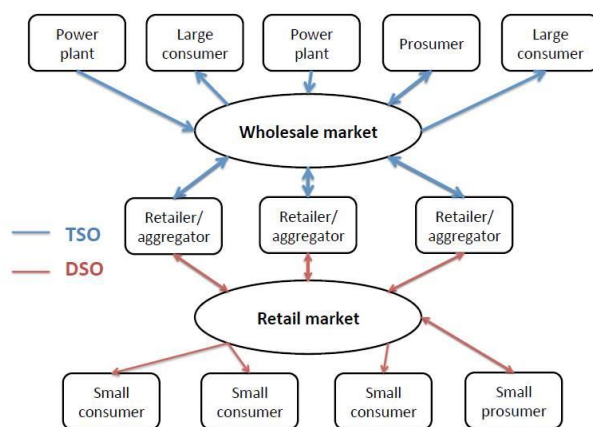 Power
plant
Large
consumer
Power
plant
Prosumer
Large
consumer
Wholesale market
Retailer/
aggregator
Retailer/
aggregator
Retailer/
aggregator
TSO
DSO
Retail market
Small
consumer
Small
consumer
Small
consumer
Small
prosumer